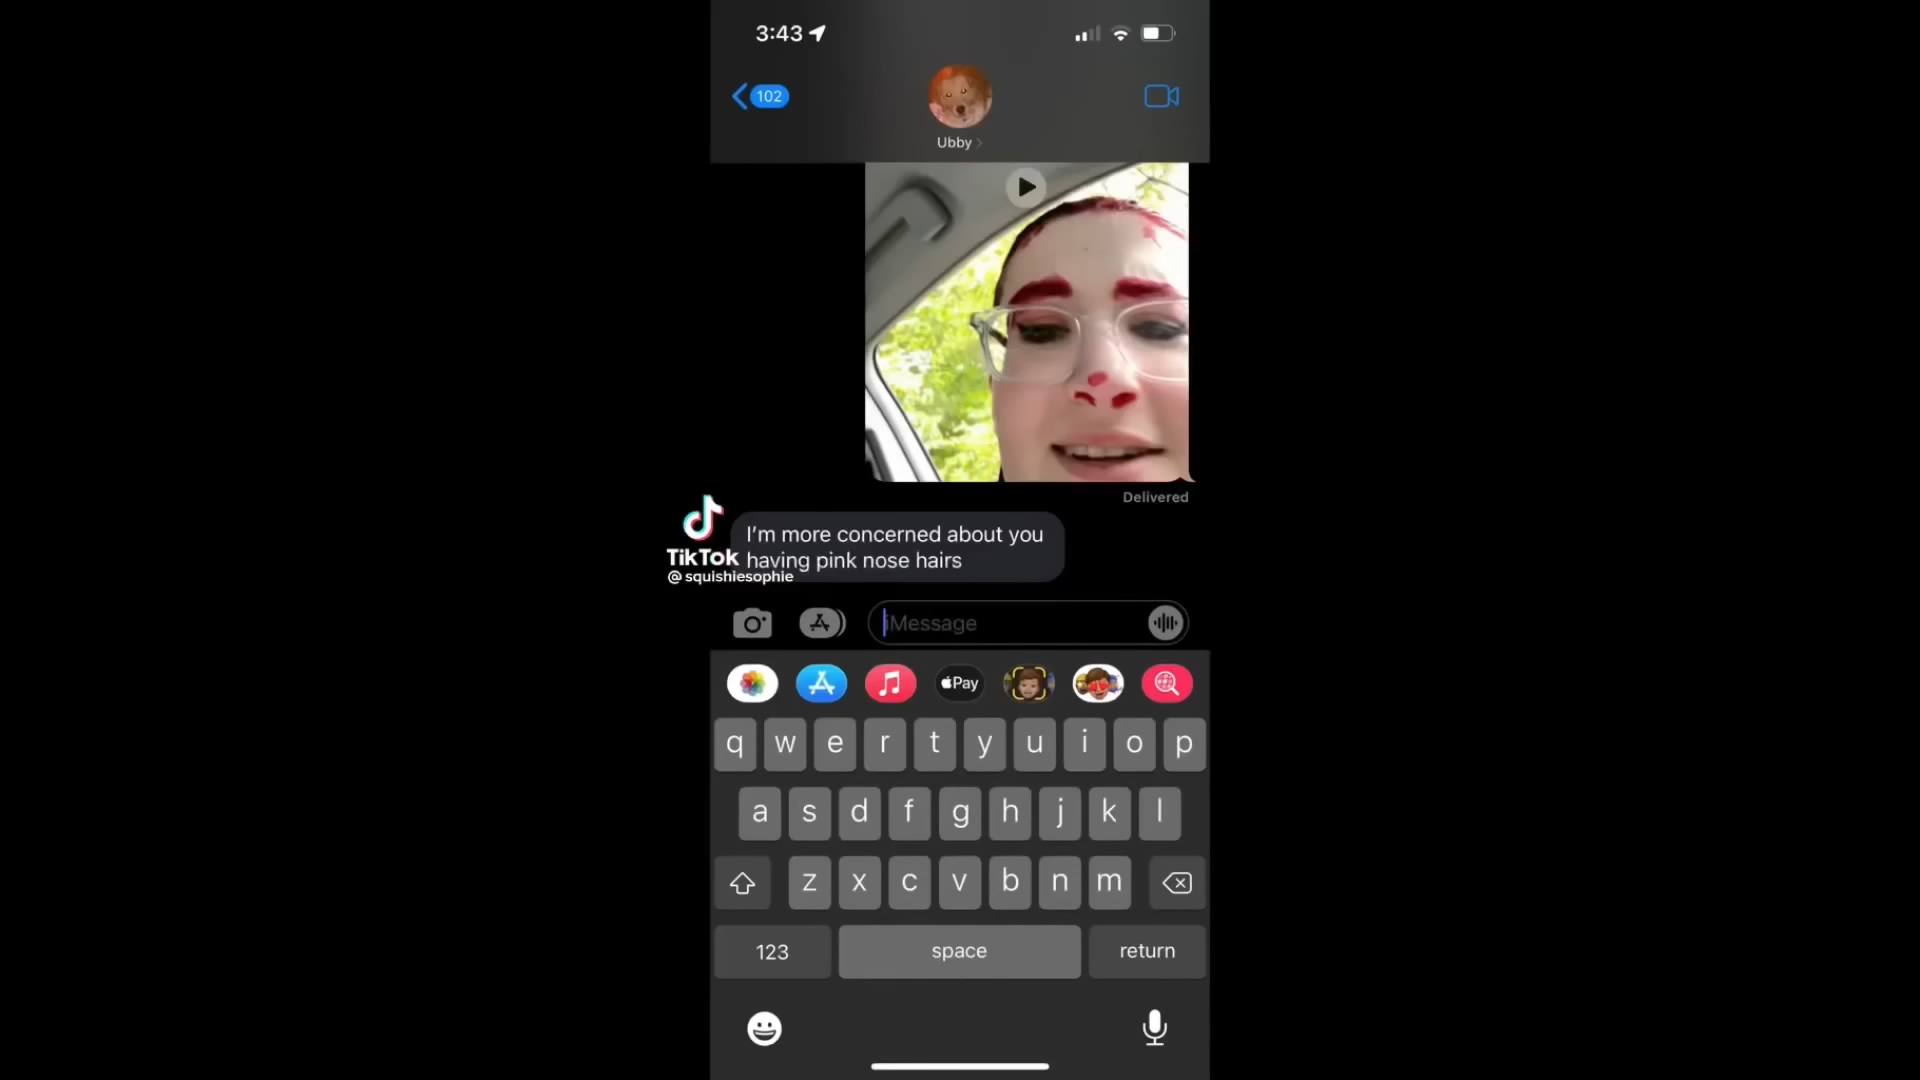 3:43
102
Ubby
Delivered
I'm more concerned about you
having pink nose hairs
TikTok
@squishiesophie
iMessage
Pay
q w e r t y u i o p
a s d f g h j k l
z x c v b n m
123 space return